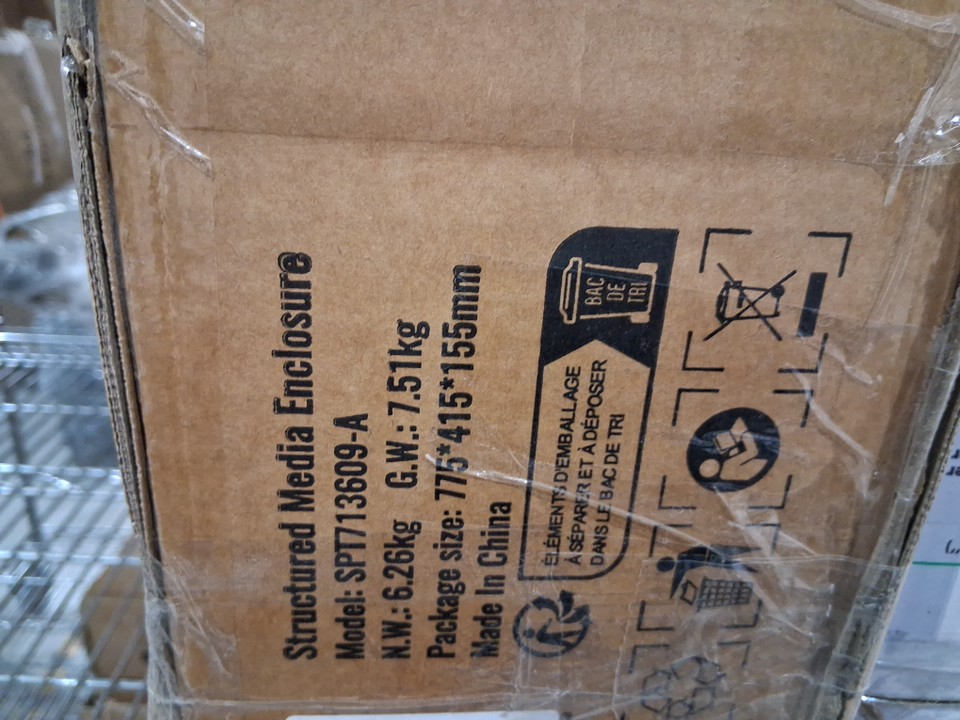 Structured Media Enclosure
Model: SPT713609-A
N.W.: 6.26kg G.W.: 7.51kg
Package size: 775*415*155mm
Made In China
ÉLÉMENTS D'EMBALLAGE
À SÉPARER ET À DÉPOSER
DANS LE BAC DE TRI
BAC
DE
TRI